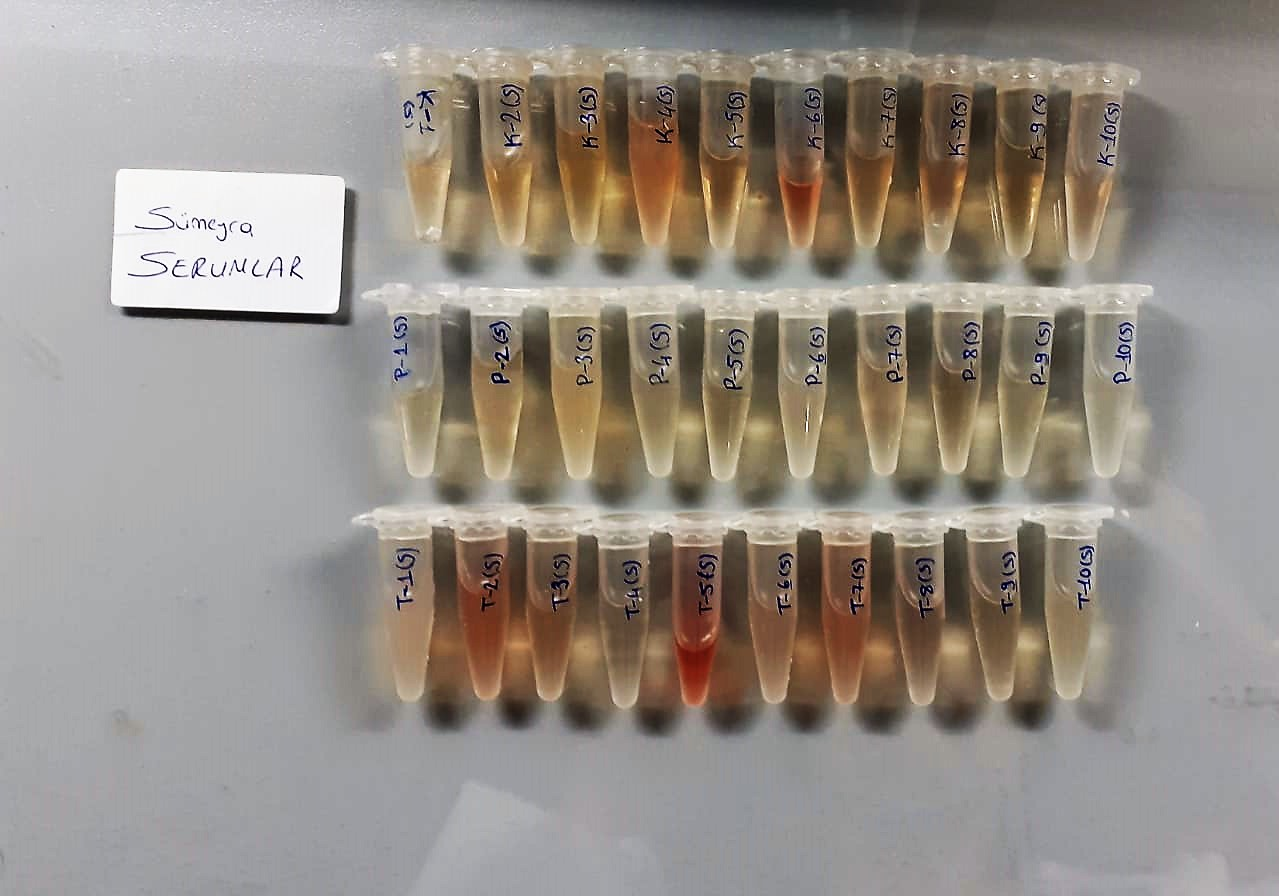 Sümeyra
SERUMLAR
(S)
K-2(S)
K-3(S)
K-4(S)
K-5(S)
K-6(S)
K-7(S)
K-8(S)
K-9(S)
K-10(S)
P-1(S)
P-2(S)
P-3(S)
P-4(S)
P-5(S)
P-6(S)
P-7(S)
P-8(S)
P-9(S)
P-10(S)
T-1(S)
T-2(S)
T-3(S)
T-4(S)
T-5(S)
T-6(S)
T-7(S)
T-8(S)
T-9(S)
T-10(S)